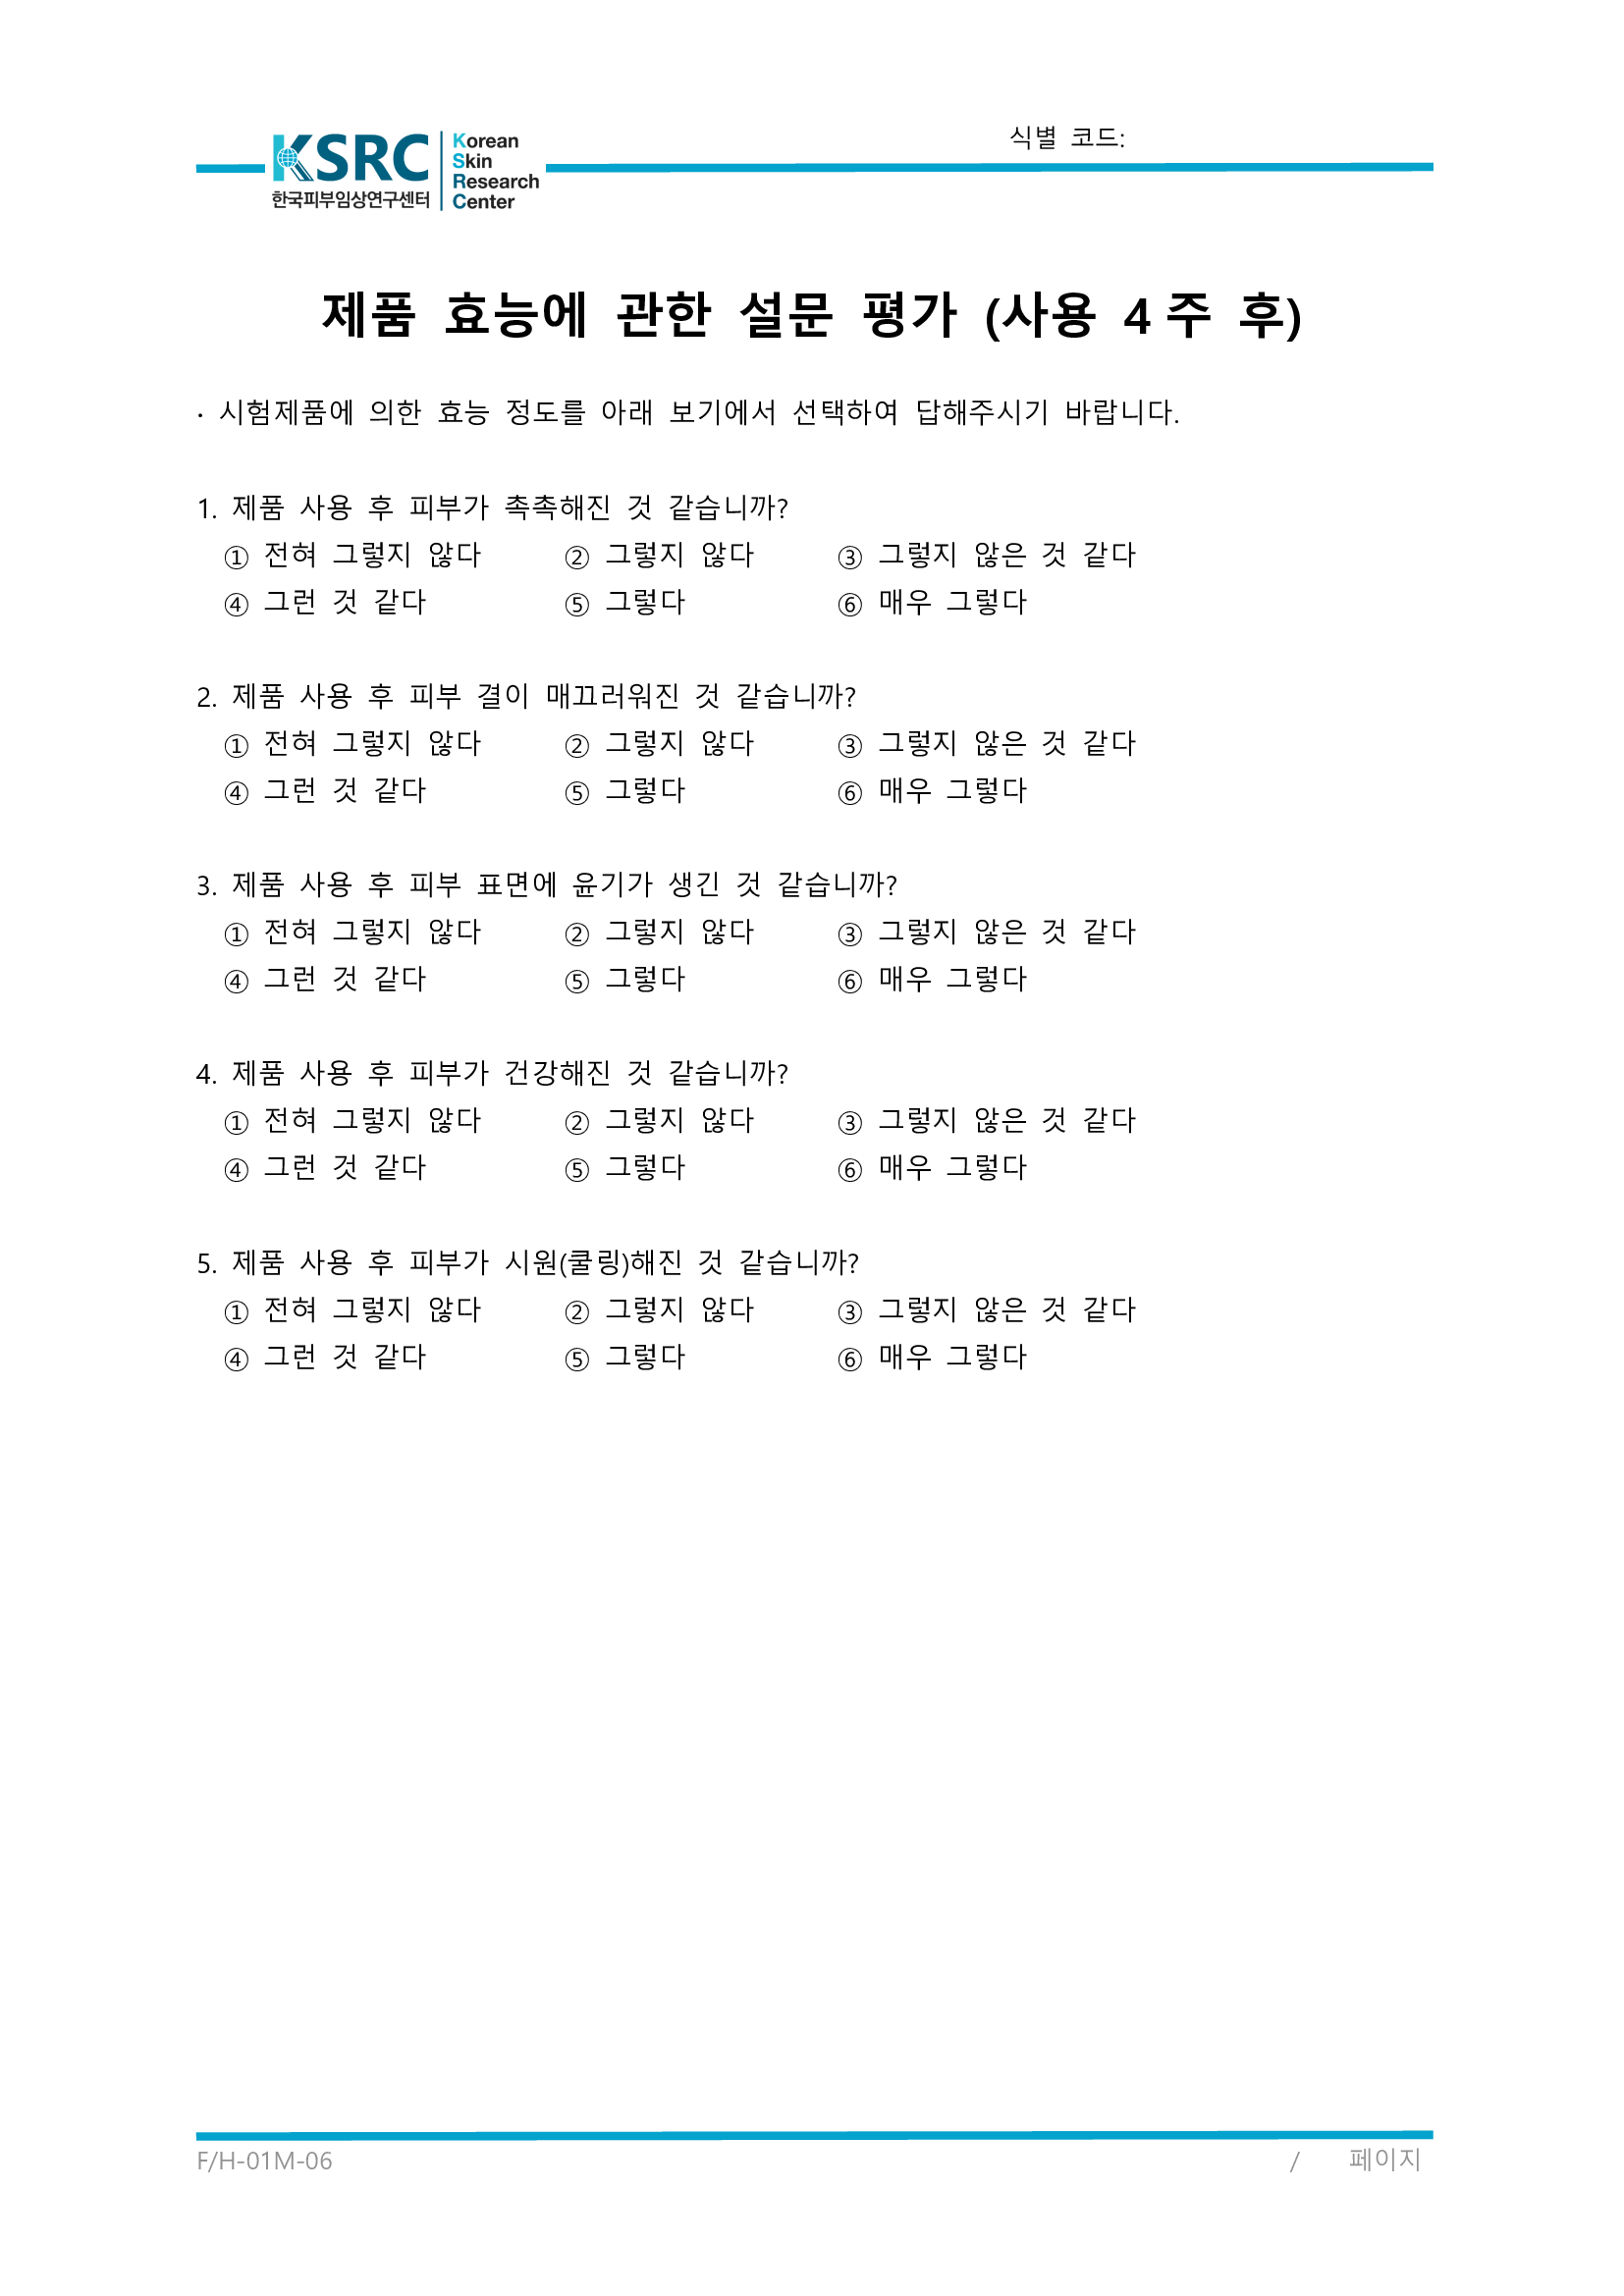 식별 코드:
KSRC
한국피부임상연구센터
Korean
Skin
Research
Center
제품 효능에 관한 설문 평가 (사용 4주 후)
· 시험제품에 의한 효능 정도를 아래 보기에서 선택하여 답해주시기 바랍니다.
1. 제품 사용 후 피부가 촉촉해진 것 같습니까?
① 전혀 그렇지 않다 ② 그렇지 않다 ③ 그렇지 않은 것 같다
④ 그런 것 같다 ⑤ 그렇다 ⑥ 매우 그렇다
2. 제품 사용 후 피부 결이 매끄러워진 것 같습니까?
① 전혀 그렇지 않다 ② 그렇지 않다 ③ 그렇지 않은 것 같다
④ 그런 것 같다 ⑤ 그렇다 ⑥ 매우 그렇다
3. 제품 사용 후 피부 표면에 윤기가 생긴 것 같습니까?
① 전혀 그렇지 않다 ② 그렇지 않다 ③ 그렇지 않은 것 같다
④ 그런 것 같다 ⑤ 그렇다 ⑥ 매우 그렇다
4. 제품 사용 후 피부가 건강해진 것 같습니까?
① 전혀 그렇지 않다 ② 그렇지 않다 ③ 그렇지 않은 것 같다
④ 그런 것 같다 ⑤ 그렇다 ⑥ 매우 그렇다
5. 제품 사용 후 피부가 시원(쿨링)해진 것 같습니까?
① 전혀 그렇지 않다 ② 그렇지 않다 ③ 그렇지 않은 것 같다
④ 그런 것 같다 ⑤ 그렇다 ⑥ 매우 그렇다
F/H-01M-06 / 페이지